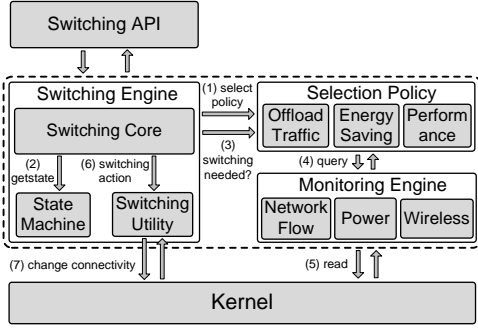 Switching API
Switching Engine
(1) select
policy
Selection Policy
Offload
Traffic
Energy
Saving
Perform
ance
Switching Core
(3)
switching
needed?
(2)
getstate
(6) switching
action
(4) query
Monitoring Engine
State
Machine
Switching
Utility
Network
Flow
Power
Wireless
(7) change connectivity
(5) read
Kernel